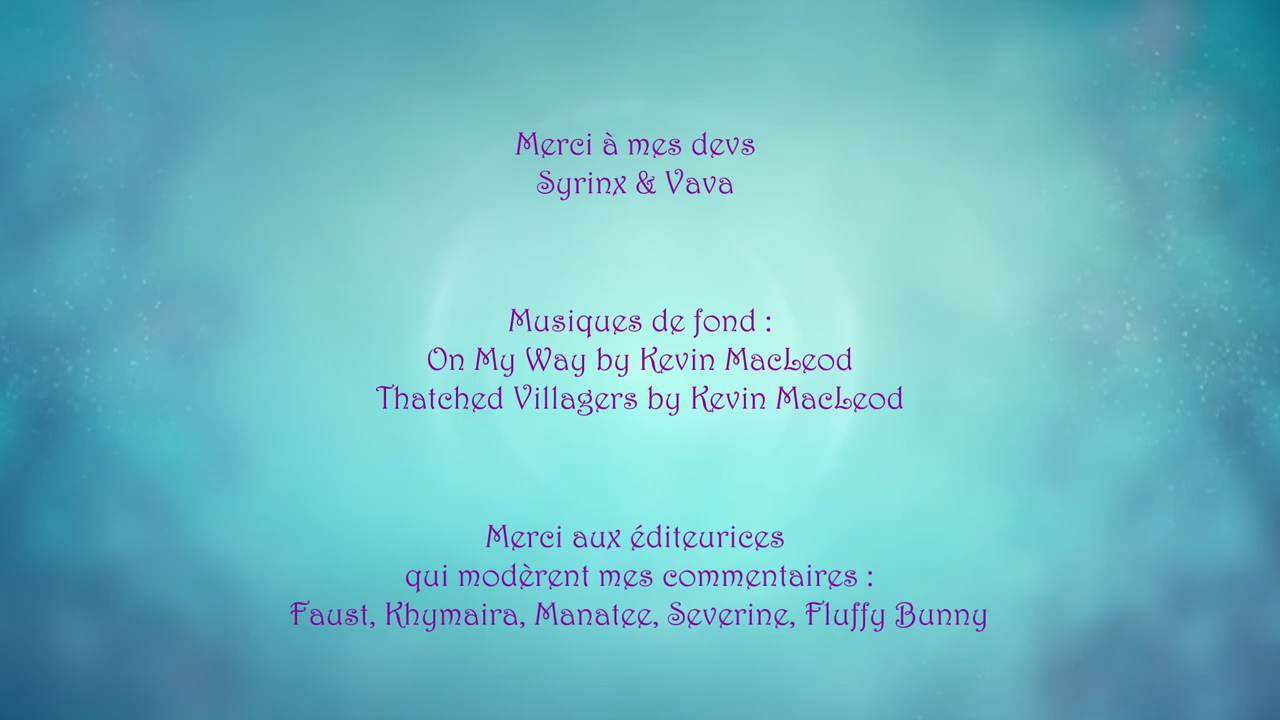 Merci à mes devs
Syrinx & Vava
Musiques de fond :
On My Way by Kevin MacLeod
Thatched Villagers by Kevin MacLeod
Merci aux éditeurices
qui modèrent mes commentaires :
Faust, Khymaira, Manatee, Severine, Fluffy Bunny